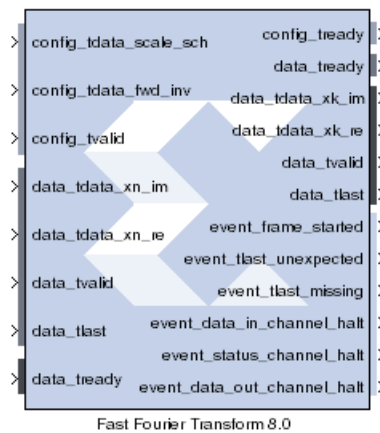 config_tdata_scale_sch
config_tdata_fwd_inv
config_tvalid
data_tdata_xn_im
data_tdata_xn_re
data_tvalid
data_tlast
data_tready
config_tready
data_tready
data_tdata_xk_im
data_tdata_xk_re
data_tvalid
data_tlast
event_frame_started
event_tlast_unexpected
event_tlast_missing
event_data_in_channel_halt
event_status_channel_halt
event_data_out_channel_halt
Fast Fourier Transform 8.0